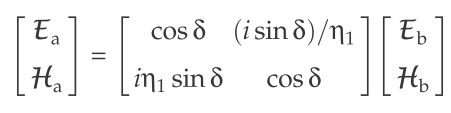 [ℰa ℋa] = [cos δ (i sin δ)/η1 iη1 sin δ cos δ] [ℰb ℋb]